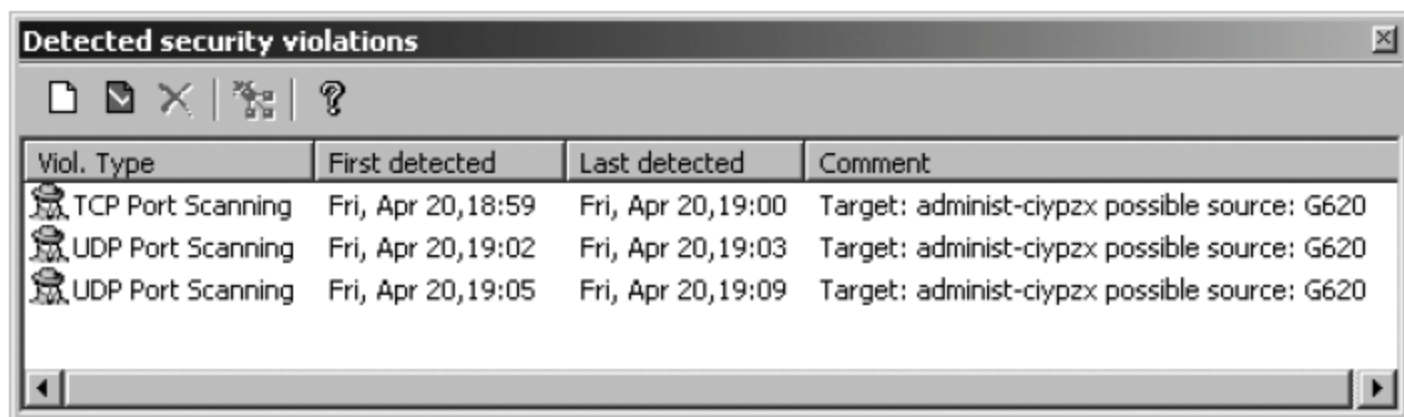 Detected security violations
Viol. Type First detected Last detected Comment
TCP Port Scanning Fri, Apr 20,18:59 Fri, Apr 20,19:00 Target: administ-ciypzx possible source: G620
UDP Port Scanning Fri, Apr 20,19:02 Fri, Apr 20,19:03 Target: administ-ciypzx possible source: G620
UDP Port Scanning Fri, Apr 20,19:05 Fri, Apr 20,19:09 Target: administ-ciypzx possible source: G620